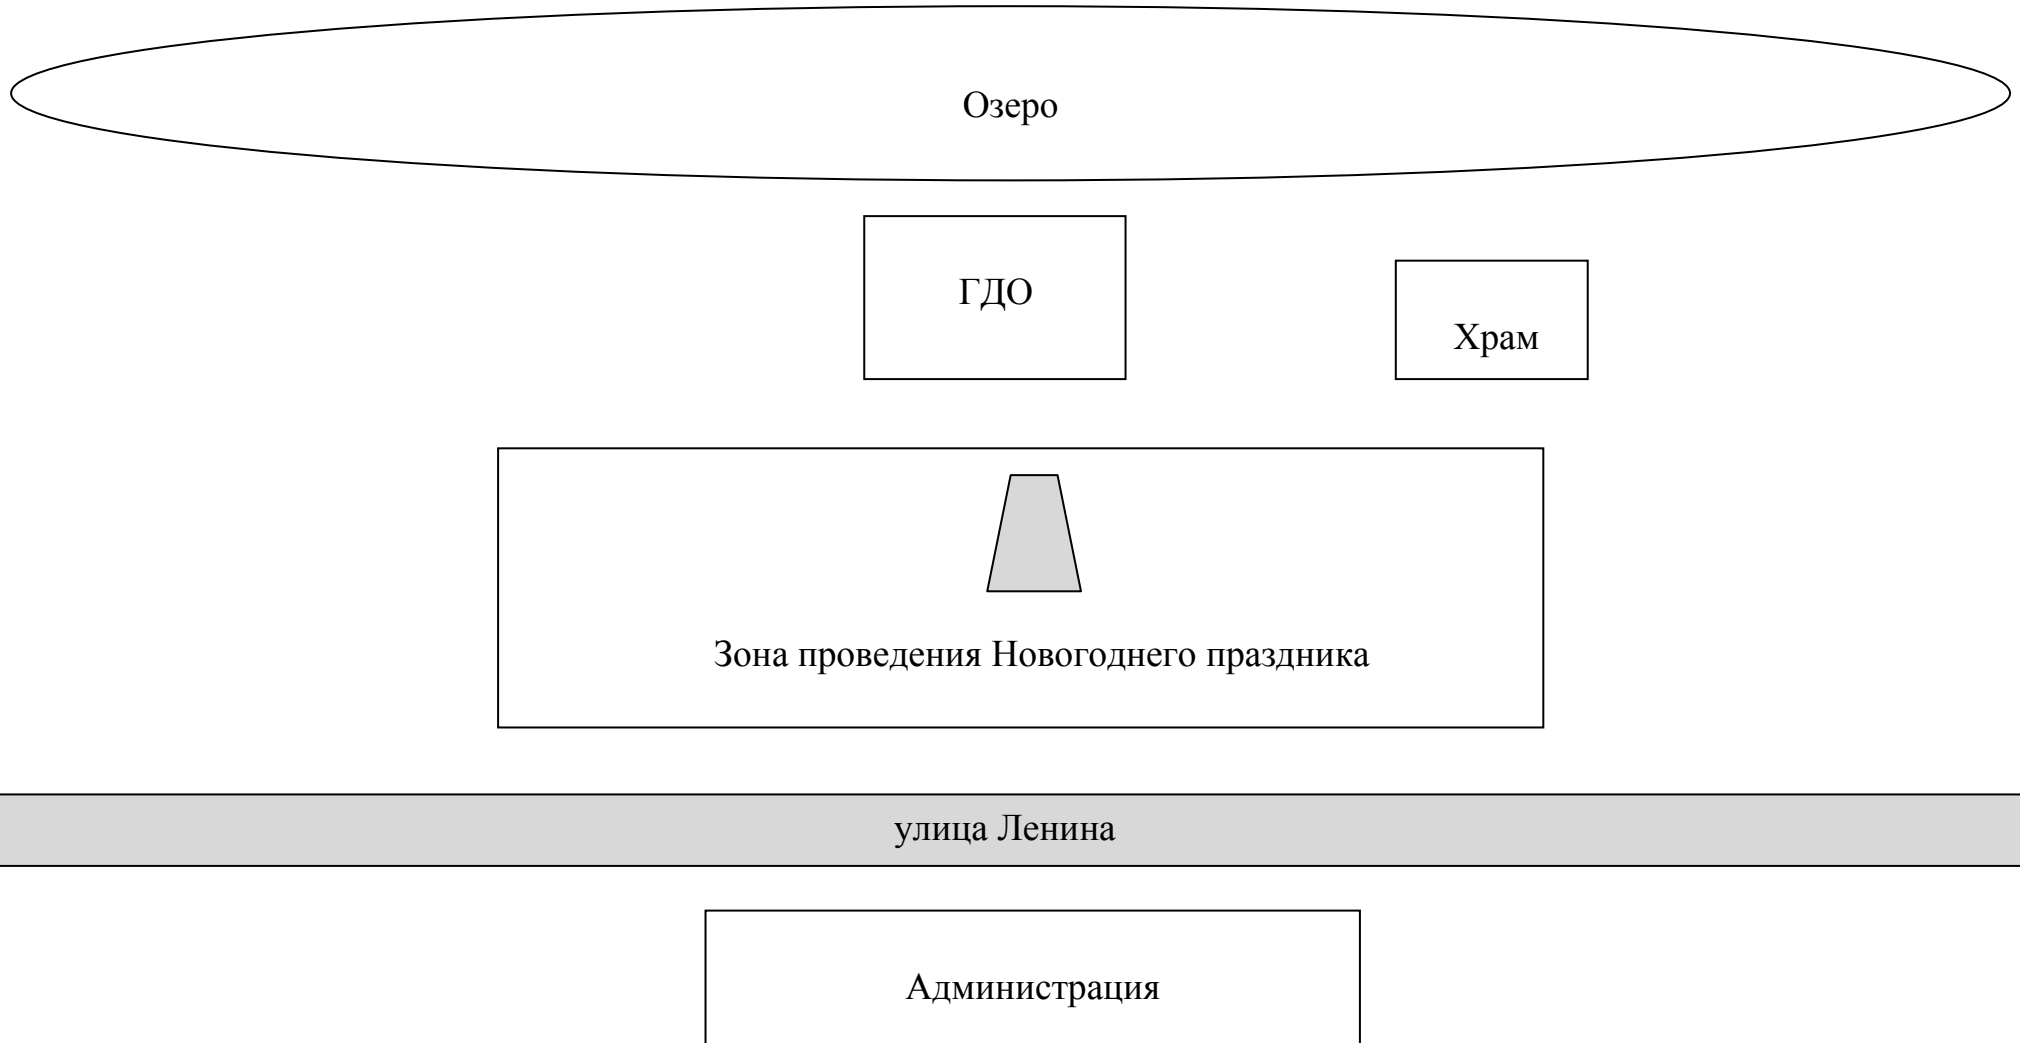 Озеро
ГДО
Храм
Зона проведения Новогоднего праздника
улица Ленина
Администрация